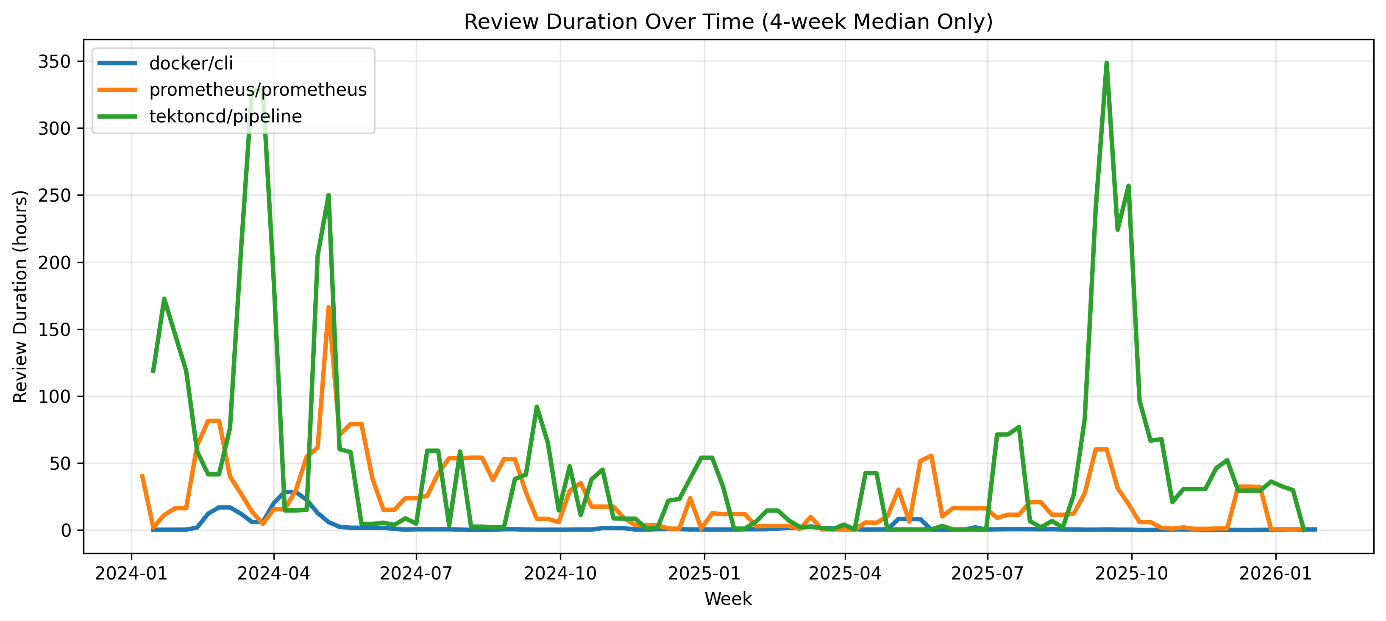 Review Duration Over Time (4-week Median Only)
docker/cli
prometheus/prometheus
tektoncd/pipeline
Review Duration (hours)
350
300
250
200
150
100
50
0
2024-01
2024-04
2024-07
2024-10
2025-01
2025-04
2025-07
2025-10
2026-01
Week